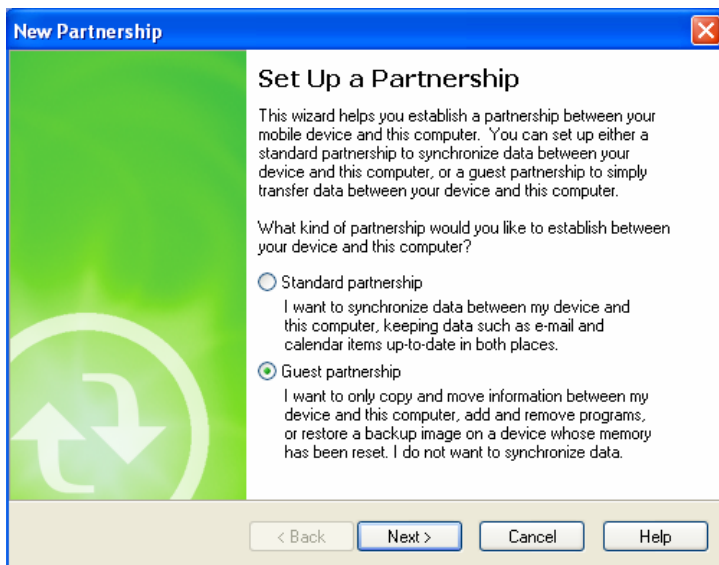 New Partnership
Set Up a Partnership
This wizard helps you establish a partnership between your
mobile device and this computer.  You can set up either a
standard partnership to synchronize data between your
device and this computer, or a guest partnership to simply
transfer data between your device and this computer.
What kind of partnership would you like to establish between
your device and this computer?
Standard partnership
I want to synchronize data between my device and
this computer, keeping data such as e-mail and
calendar items up-to-date in both places.
Guest partnership
I want to only copy and move information between my
device and this computer, add and remove programs,
or restore a backup image on a device whose memory
has been reset. I do not want to synchronize data.
< Back Next > Cancel Help